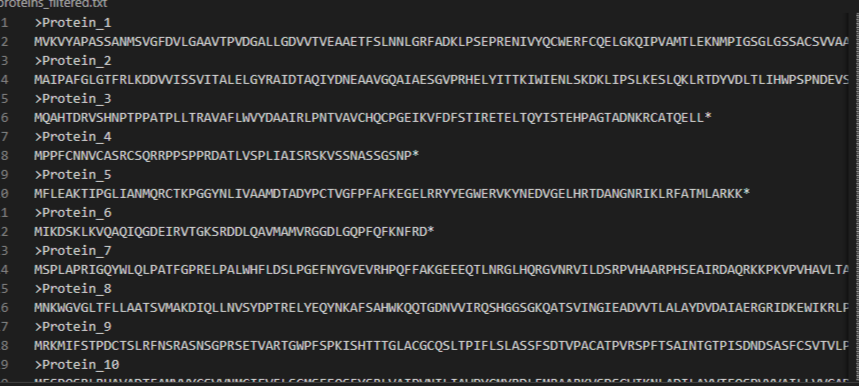 proteins_filtered.txt
1 >Protein_1
2 MVKVYAPASSANMSVGFDVLGAAVTPVDGALLGDVVTVEAAETFSLNNLGRFADKLPSEPRENIVYQCWERFCQELGKQIPVAMTLEKNMPIGSGLGSSACSVVAA
3 >Protein_2
4 MAIPAFGLGTFRLKDDVVISSVITALELGYRAIDTAQIYDNEAAVGQAIAESGVPRHELYITTKIWIENLSKDKLIPSLKESLQKLRTDYVDLTLIHWPSPNDEVS
5 >Protein_3
6 MQAHTDRVSHNPTPPATPLLTRAVAFLWVYDAAIRLPNTVAVCHQCPGEIKVFDFSTIRETELTQYISTEHPAGTADNKRCATQELL*
7 >Protein_4
8 MPPFCNNVCASRCSQRRPPSPPRDATLVSPLIAISRSKVSSNASSGSNP*
9 >Protein_5
0 MFLEAKTIPGLIANMQRCTKPGGYNLIVAAMDTADYPCTVGFPFAFKEGELRRYYEGWERVKYNEDVGELHRTDANGNRIKLRFATMLARKK*
1 >Protein_6
2 MIKDSKLKVQAQIQGDEIRVTGKSRDDLQAVMAMVRGGDLGQPFQFKNFRD*
3 >Protein_7
4 MSPLAPRIGQYWLQLPATFGPRELPALWHFLDSLPGEFNYGVEVRHPQFFAKGEEEQTLNRGLHQRGVNRVILDSRPVHAARPHSEAIRDAQRKKPKVPVHAVLTA
5 >Protein_8
6 MNKWGVGLTFLLAATSVMAKDIQLLNVSYDPTRELYEQYNKAFSAHWKQQTGDNVVIRQSHGGSGKQATSVINGIEADVVTLALAYDVDAIAERGRIDKEWIKRLP
7 >Protein_9
8 MRKMIFSTPDCTSLRFNSRASNSGPRSETVARTGWPFSPKISHTTTGLACGCQSLTPIFLSLASSFSDTVPACATPVRSPFTSAINTGTPISDNDSASFCSVTVLP
9 >Protein_10